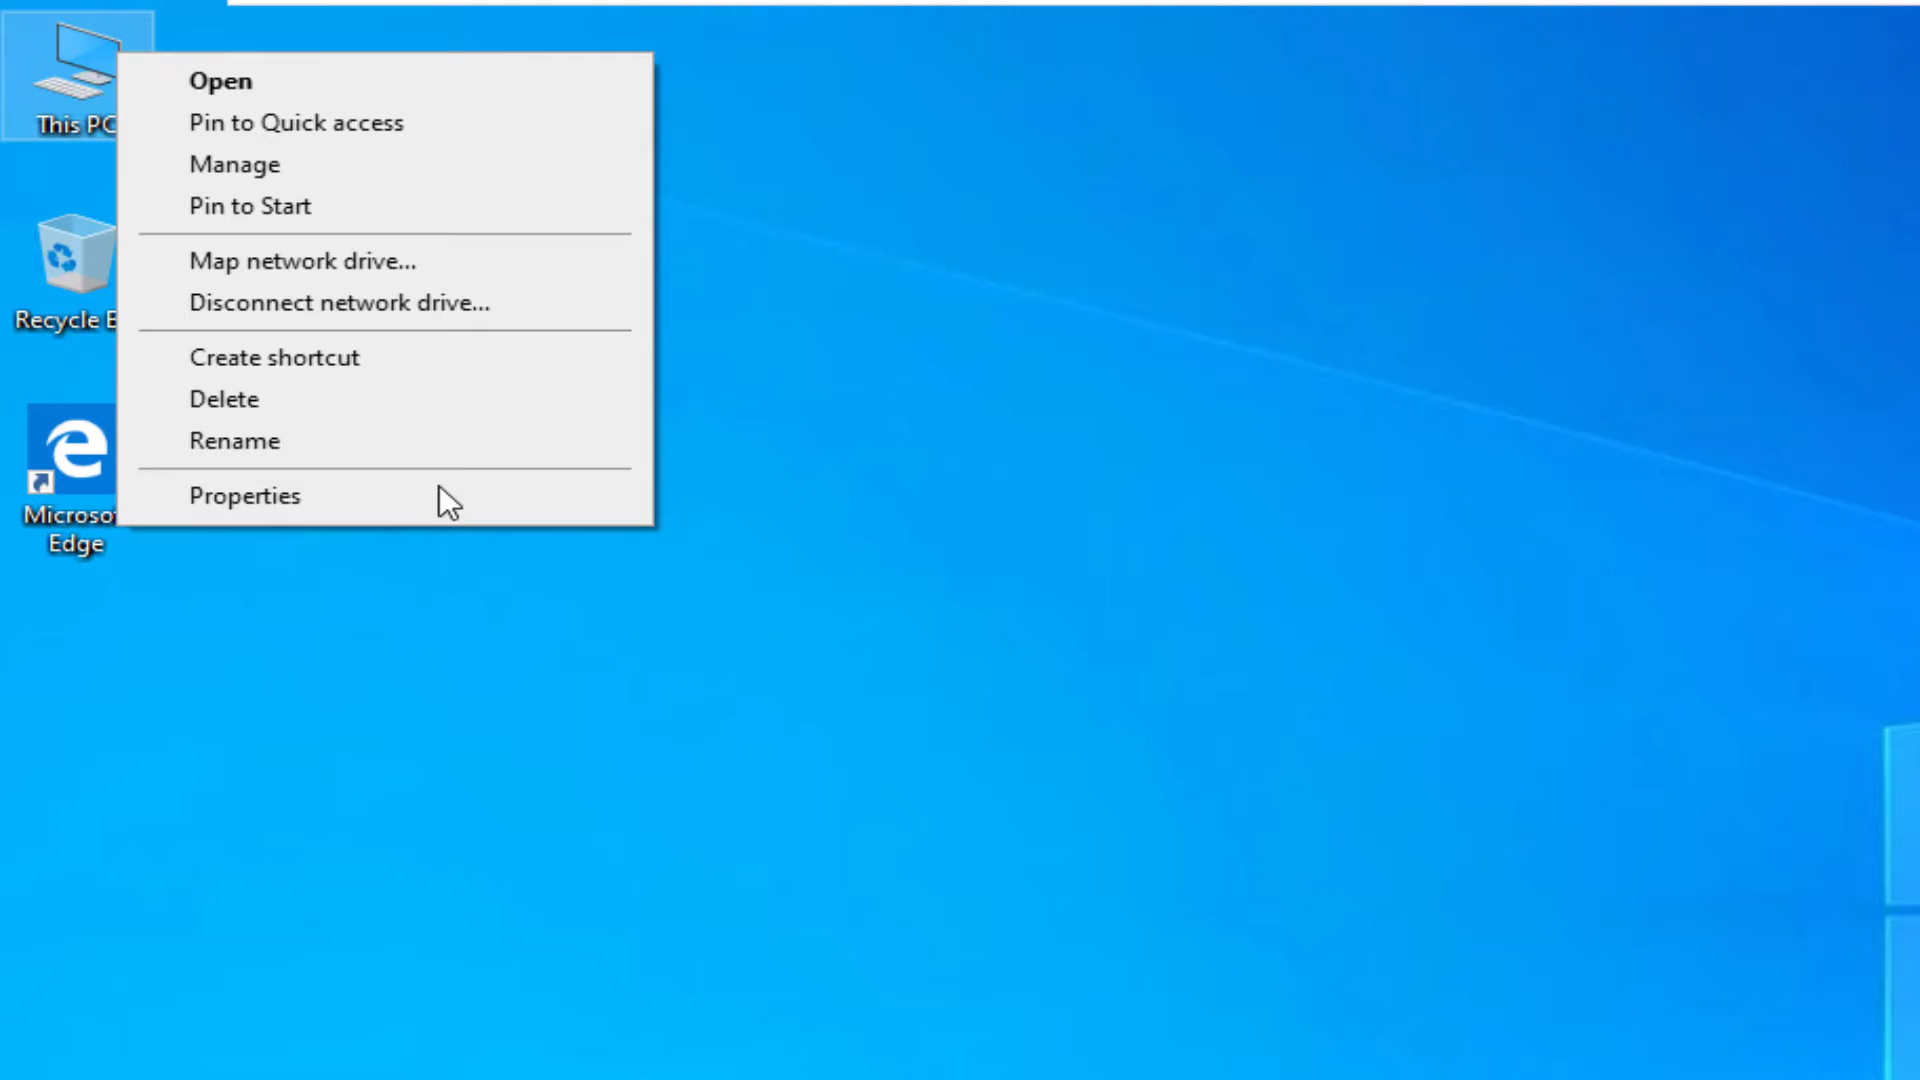 This PC
Open
Pin to Quick access
Manage
Pin to Start
Map network drive...
Disconnect network drive...
Create shortcut
Delete
Rename
Properties
Recycle
Edge